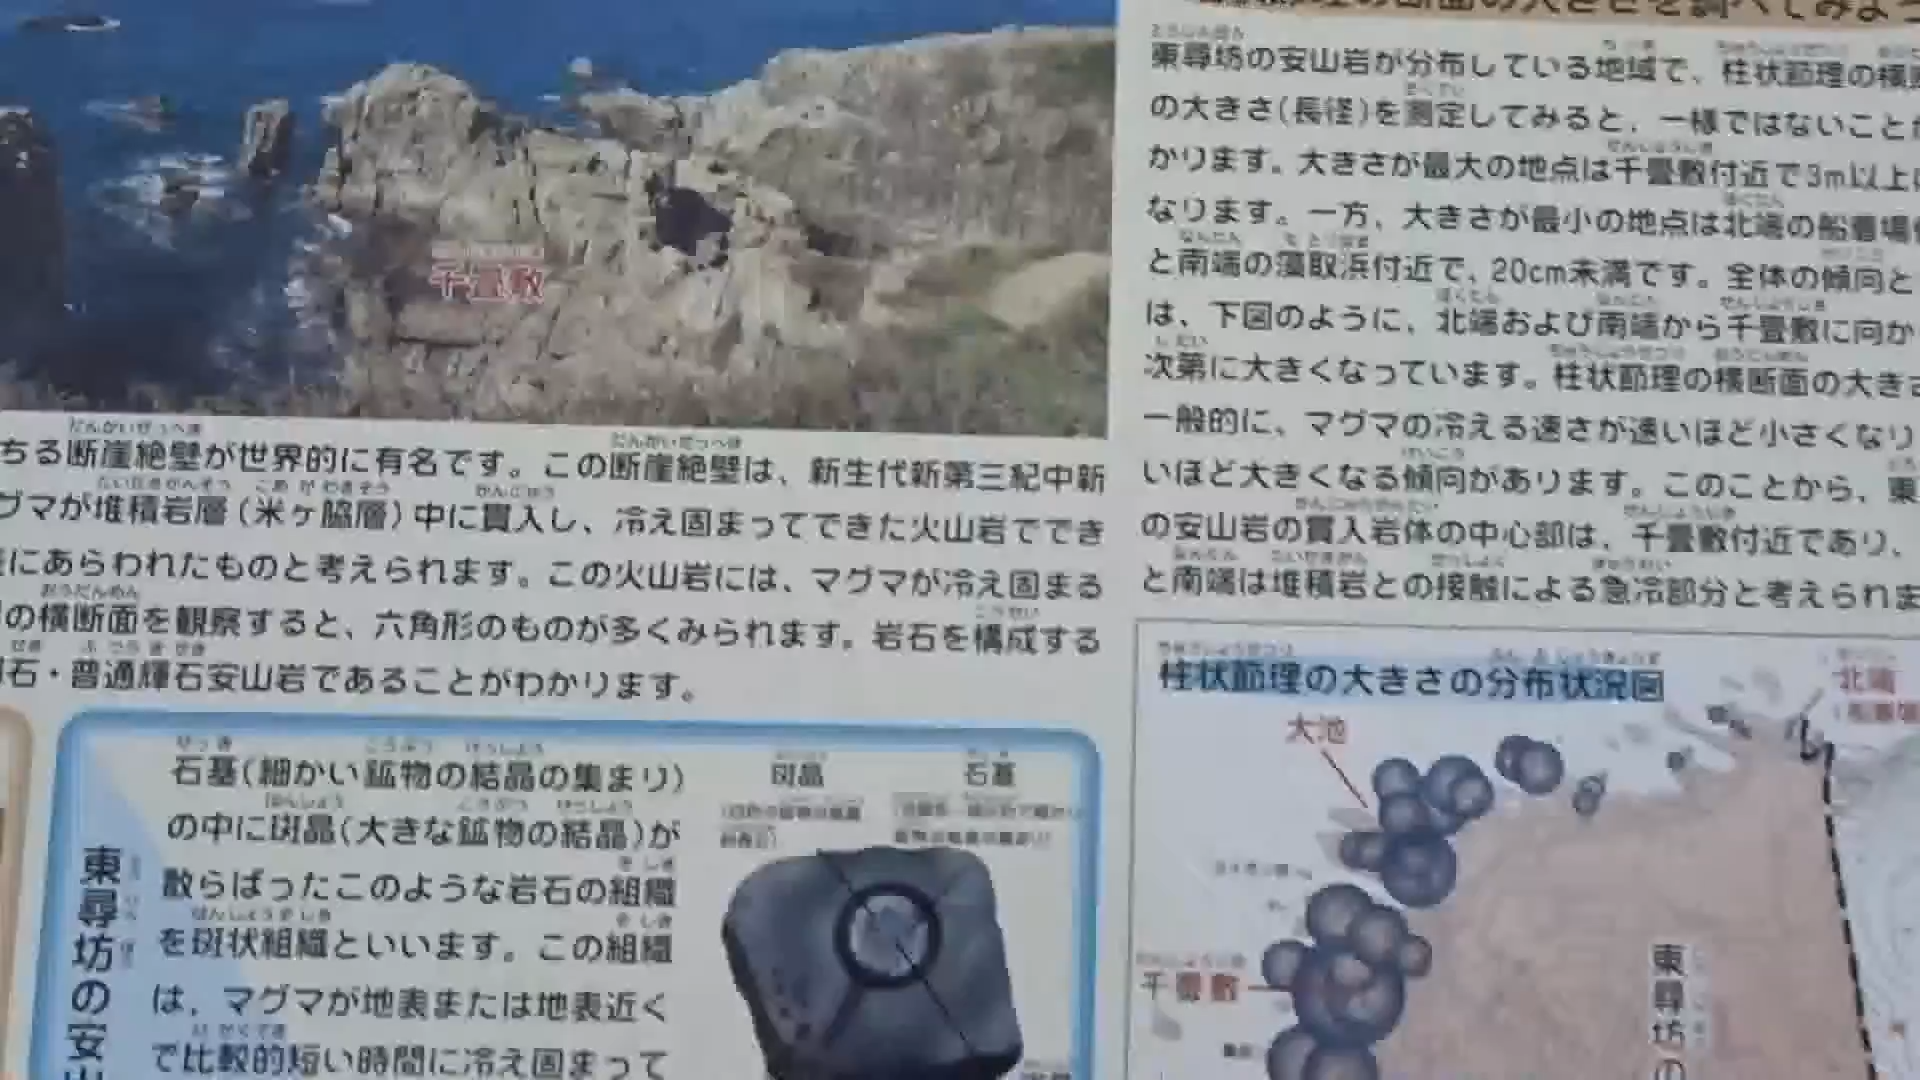 千畳敷
ちる断崖絶壁が世界的に有名です。この断崖絶壁は、新生代新第三紀中新
グマが堆積岩層(米ヶ脇層)中に貫入し、冷え固まってできた火山岩ででき
にあらわれたものと考えられます。この火山岩には、マグマが冷え固まる
の横断面を観察すると、六角形のものが多くみられます。岩石を構成する
石・普通輝石安山岩であることがわかります。
東尋坊の安山
石基(細かい鉱物の結晶の集まり)
の中に斑晶(大きな鉱物の結晶)が
散らばったこのような岩石の組織
を斑状組織といいます。この組織
は、マグマが地表または地表近く
で比較的短い時間に冷え固まって
斑晶
石基
の断面の大きさを調べてみよう
東尋坊の安山岩が分布している地域で、柱状節理の横断
の大きさ(長径)を測定してみると、一様ではないことが
かります。大きさが最大の地点は千畳敷付近で3m以上に
なります。一方、大きさが最小の地点は北端の船着場
と南端の藻取浜付近で、20cm未満です。全体の傾向と
は、下図のように、北端および南端から千畳敷に向か
次第に大きくなっています。柱状節理の横断面の大きさ
一般的に、マグマの冷える速さが速いほど小さくなり
いほど大きくなる傾向があります。このことから、東
の安山岩の貫入岩体の中心部は、千畳敷付近であり、
と南端は堆積岩との接触による急冷部分と考えられま
柱状節理の大きさの分布状況図
大池
北端
千畳敷
東尋坊の